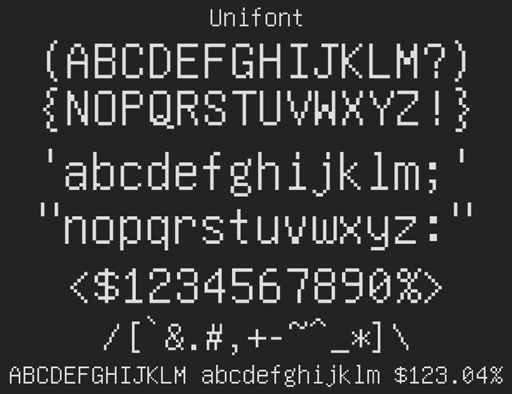 Unifont
(ABCDEFGHIJKLM?)
{NOPQRSTUVWXYZ!}
'abcdefghijklm;'
"nopqrstuvwxyz:"
<$1234567890%>
/[`&.#,+-~^_*]\
ABCDEFGHIJKLM abcdefghijklm $123.04%